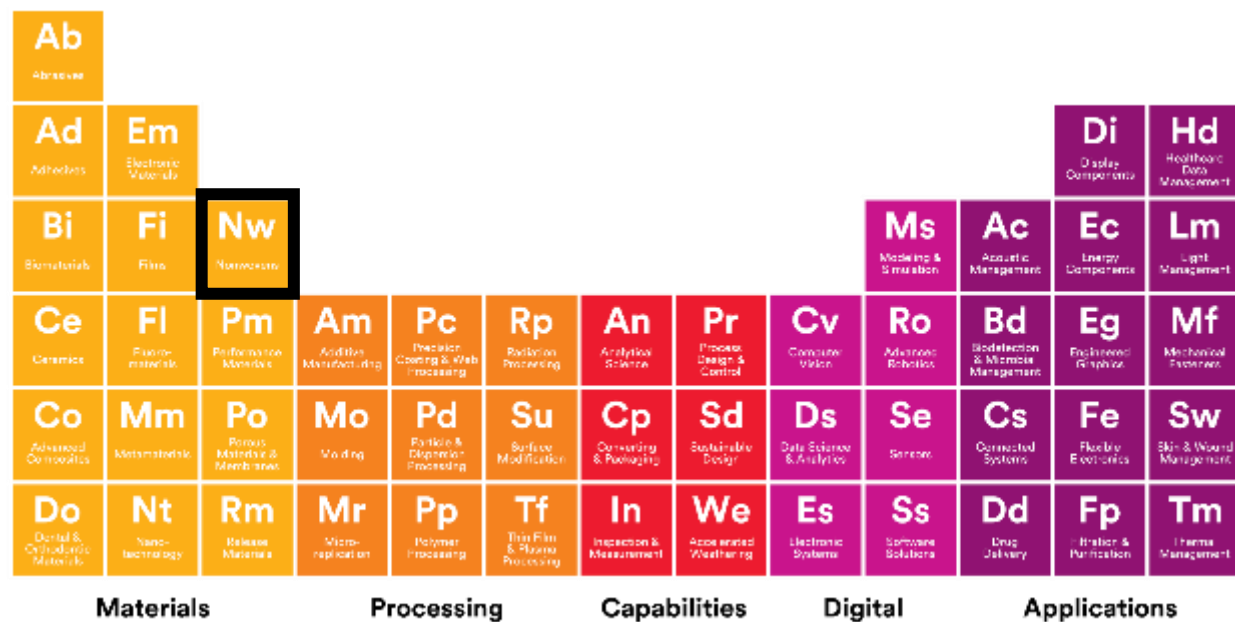 Ab
Abrasives
Ad
Adhesives
Em
Electronic
Materials
Di
Display
Components
Hd
Healthcare
Data
Management
Bi
Biomaterials
Fi
Films
Nw
Nonwovens
Ms
Modeling &
Simulation
Ac
Acoustic
Management
Ec
Energy
Components
Lm
Light
Management
Ce
Ceramics
Fl
Fluoro-
materials
Pm
Performance
Materials
Am
Additive
Manufacturing
Pc
Precision
Coating & Web
Processing
Rp
Radiation
Processing
An
Analytical
Science
Pr
Process
Design &
Control
Cv
Computer
Vision
Ro
Advanced
Robotics
Bd
Biodetection
& Microbia
Management
Eg
Engineered
Graphics
Mf
Mechanical
Fasteners
Co
Advanced
Composites
Mm
Metamaterials
Po
Porous
Materials &
Membranes
Mo
Molding
Pd
Particle &
Dispersion
Processing
Su
Surface
Modification
Cp
Converting
& Packaging
Sd
Sustainable
Design
Ds
Data Science
& Analytics
Se
Sensors
Cs
Connected
Systems
Fe
Flexible
Electronics
Sw
Skin & Wound
Management
Do
Dental &
Orthodontic
Materials
Nt
Nano-
technology
Rm
Release
Materials
Mr
Micro-
replication
Pp
Polymer
Processing
Tf
Thin Film
& Plasma
Processing
In
Inspection &
Measurement
We
Accelerated
Weathering
Es
Electronic
Systems
Ss
Software
Solutions
Dd
Drug
Delivery
Fp
Filtration &
Purification
Tm
Therma
Management
Materials
Processing
Capabilities
Digital
Applications